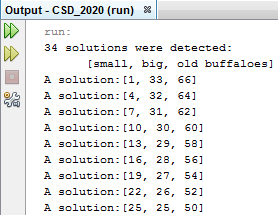 Output - CSD_2020 (run)
run:
34 solutions were detected:
[small, big, old buffaloes]
A solution:[1, 33, 66]
A solution:[4, 32, 64]
A solution:[7, 31, 62]
A solution:[10, 30, 60]
A solution:[13, 29, 58]
A solution:[16, 28, 56]
A solution:[19, 27, 54]
A solution:[22, 26, 52]
A solution:[25, 25, 50]